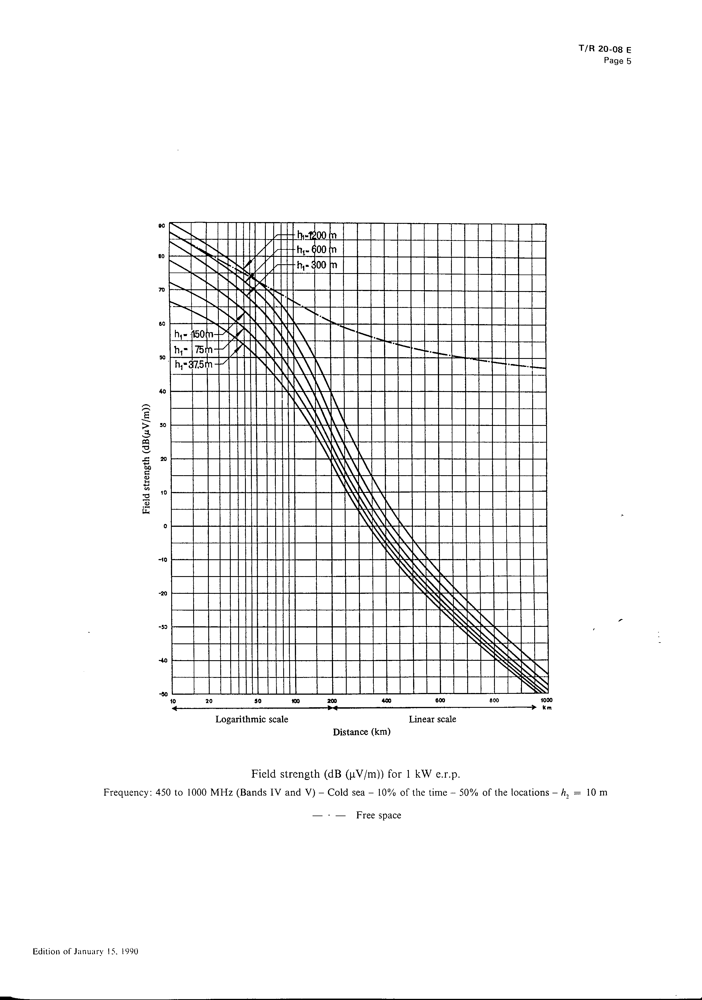 T/R 20-08 E
Page 5
90
80
70
60
50
40
30
20
10
0
-10
-20
-30
-40
-50
h₁-1200 m
h₁- 600 m
h₁- 300 m
h₁- 150m
h₁- 75m
h₁-37.5m
Field strength (dB(μV/m))
10 20 50 100 200 400 600 800 1000
km
Logarithmic scale Linear scale
Distance (km)
Field strength (dB (μV/m)) for 1 kW e.r.p.
Frequency: 450 to 1000 MHz (Bands IV and V) – Cold sea – 10% of the time – 50% of the locations – h₂ = 10 m
— · — Free space
Edition of January 15, 1990